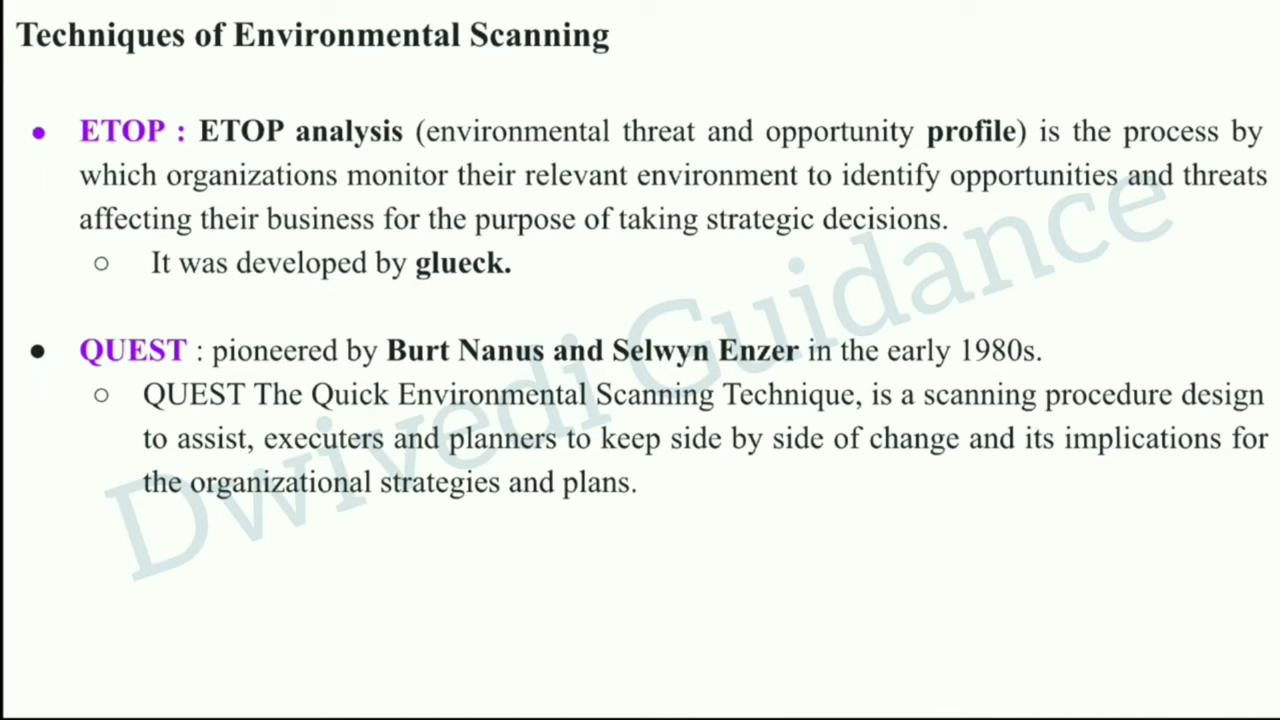 Techniques of Environmental Scanning
● ETOP : ETOP analysis (environmental threat and opportunity profile) is the process by
which organizations monitor their relevant environment to identify opportunities and threats
affecting their business for the purpose of taking strategic decisions.
○ It was developed by glueck.
● QUEST : pioneered by Burt Nanus and Selwyn Enzer in the early 1980s.
○ QUEST The Quick Environmental Scanning Technique, is a scanning procedure design
to assist, executers and planners to keep side by side of change and its implications for
the organizational strategies and plans.
Dwivedi Guidance